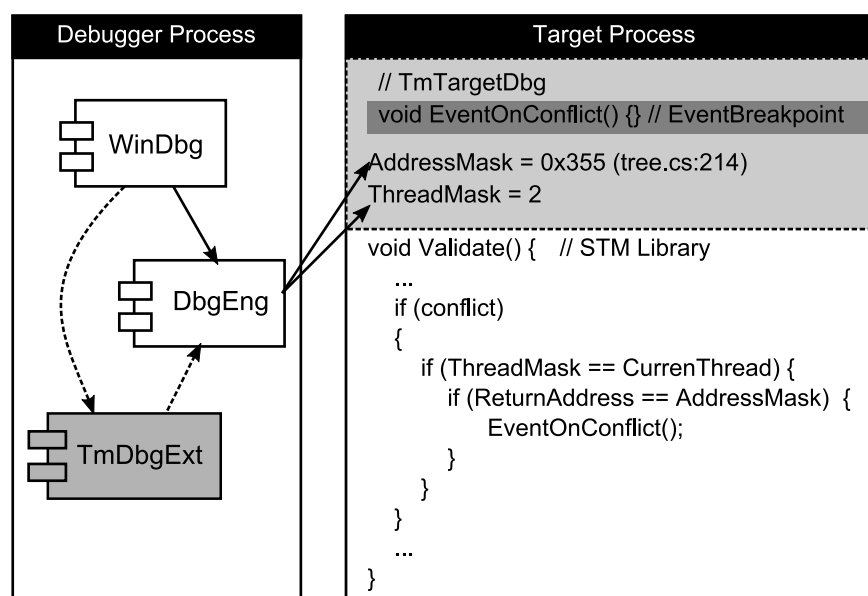 Debugger Process
WinDbg
DbgEng
TmDbgExt
Target Process
// TmTargetDbg
void EventOnConflict() {} // EventBreakpoint
AddressMask = 0x355 (tree.cs:214)
ThreadMask = 2
void Validate() { // STM Library
...
if (conflict)
{
if (ThreadMask == CurrenThread) {
if (ReturnAddress == AddressMask) {
EventOnConflict();
}
}
}
...
}